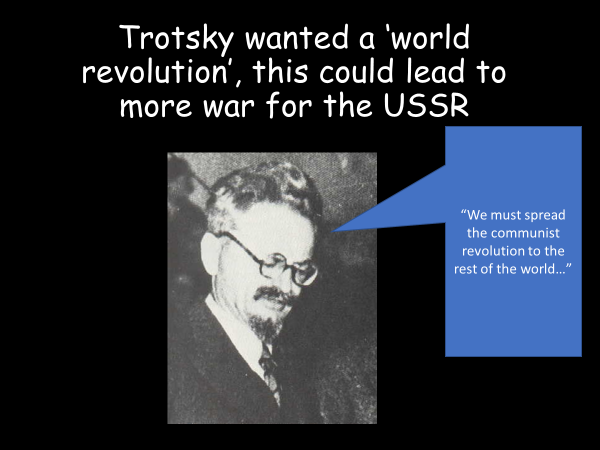 Trotsky wanted a ‘world
revolution’, this could lead to
more war for the USSR
“We must spread
the communist
revolution to the
rest of the world…”